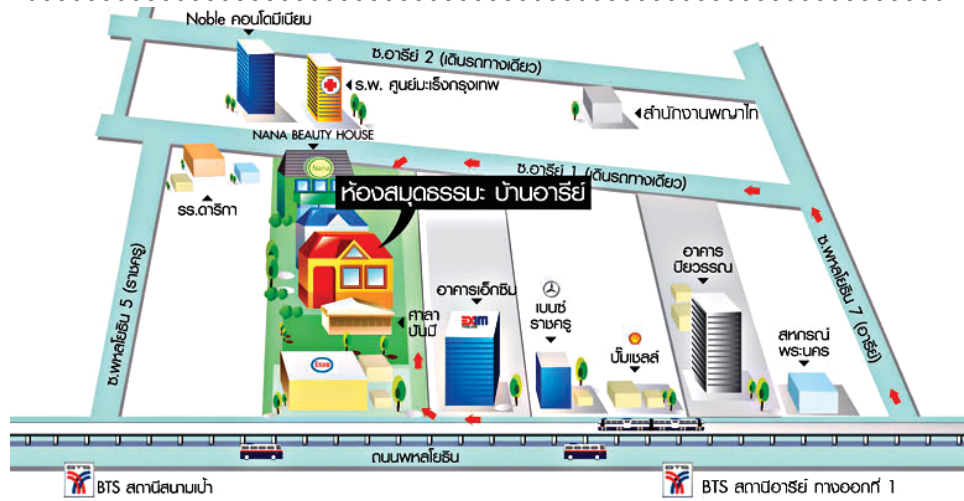 Noble คอนโดมีเนียม
ซ.อารีย์ 2 (เดินรถทางเดียว)
ร.พ. ศูนย์มะเร็งกรุงเทพ
สำนักงานพญาไท
NANA BEAUTY HOUSE
Nana
ซ.อารีย์ 1 (เดินรถทางเดียว)
รร.ดาริกา
ห้องสมุดธรรมะ บ้านอารีย์
ซ.พหลโยธิน 5 (ราชครู)
ซ.พหลโยธิน 7 (อารีย์)
อาคาร
ปิยวรรณ
อาคารเอ็กซิม
EXIM
เบนซ์
ราชครู
ศาลา
ปันมี
ปั๊มเชลล์
สหกรณ์
พระนคร
Esso
ถนนพหลโยธิน
BTS
BTS สถานีสนามเป้า
BTS
BTS สถานีอารีย์ ทางออกที่ 1